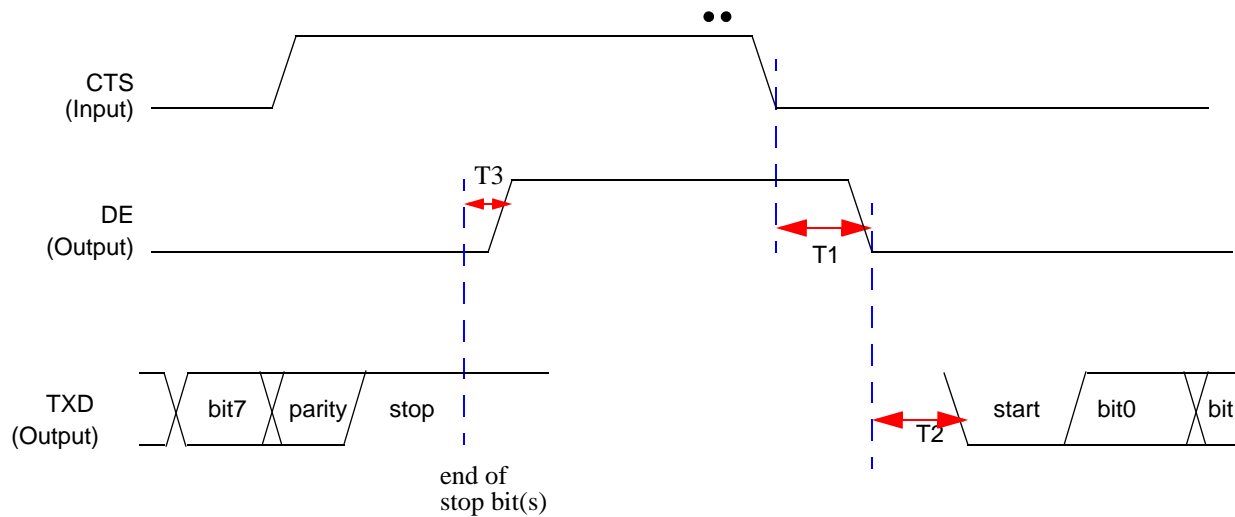 CTS
(Input)
T3
DE
(Output)
T1
TXD
(Output)
bit7
parity
stop
T2
start
bit0
bit
end of
stop bit(s)